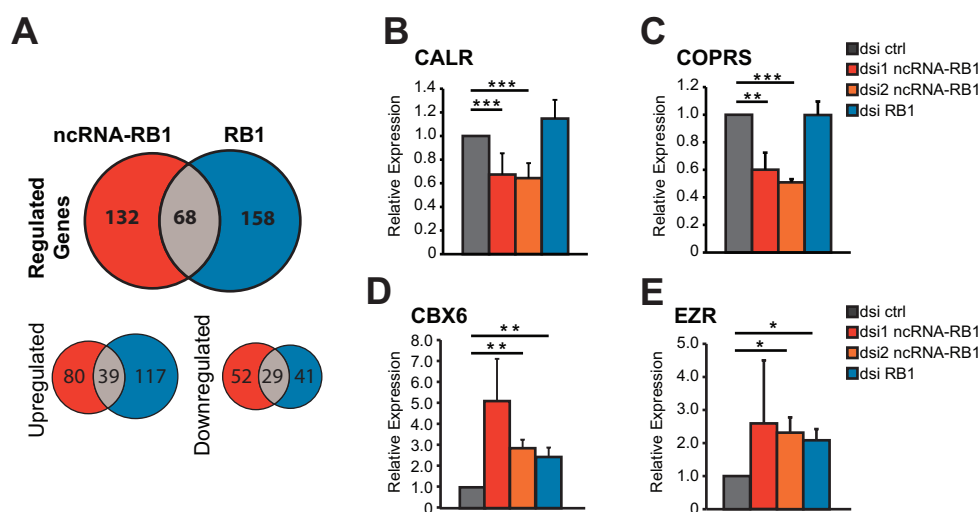 A
ncRNA-RB1
RB1
Regulated
Genes
132
68
158
Upregulated
80
39
117
Downregulated
52
29
41
B
CALR
Relative Expression
1.4
1.2
1.0
0.8
0.6
0.4
0.2
0
***
***
C
COPRS
Relative Expression
1.2
1.0
0.8
0.6
0.4
0.2
0
***
**
dsi ctrl
dsi1 ncRNA-RB1
dsi2 ncRNA-RB1
dsi RB1
D
CBX6
Relative Expression
8.0
7.0
6.0
5.0
4.0
3.0
2.0
1.0
0
**
**
E
EZR
Relative Expression
5.0
4.0
3.0
2.0
1.0
0
*
*
dsi ctrl
dsi1 ncRNA-RB1
dsi2 ncRNA-RB1
dsi RB1